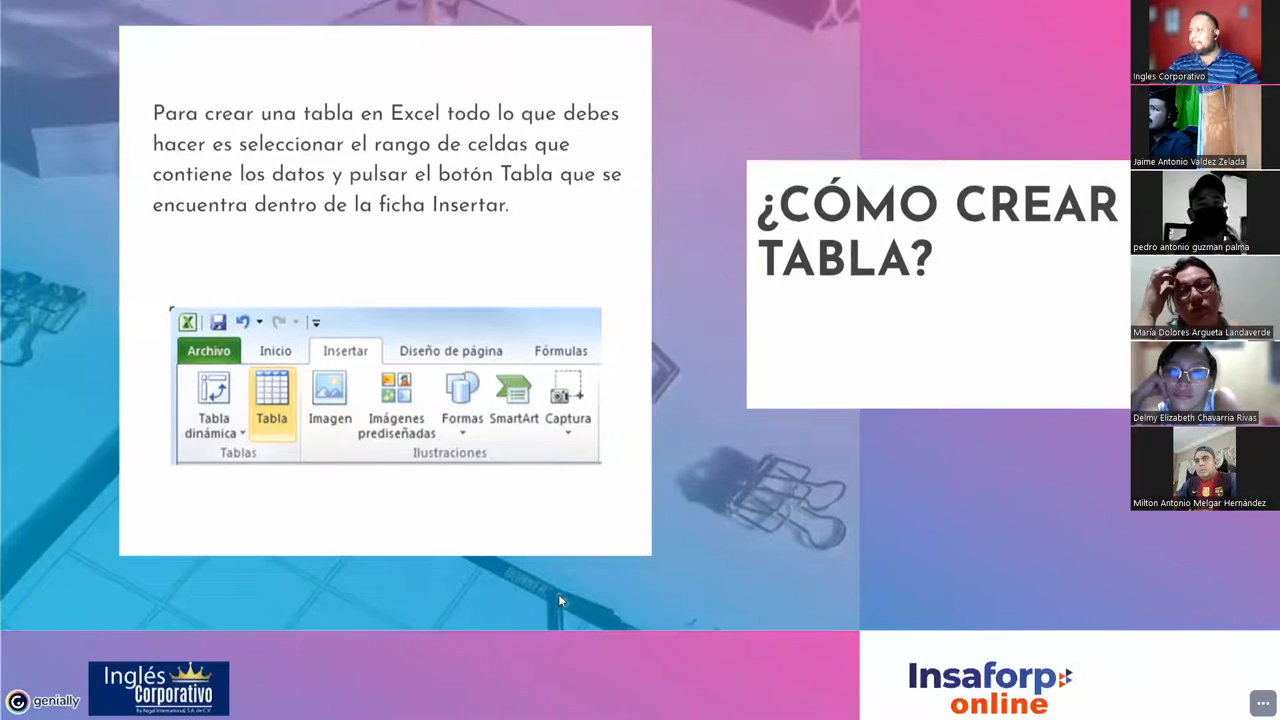 Para crear una tabla en Excel todo lo que debes
hacer es seleccionar el rango de celdas que
contiene los datos y pulsar el botón Tabla que se
encuentra dentro de la ficha Insertar.
Archivo
Inicio
Insertar
Diseño de página
Fórmulas
Tabla
dinámica
Tabla
Imagen
Imágenes
prediseñadas
Formas
SmartArt
Captura
Tablas
Ilustraciones
¿CÓMO CREAR
TABLA?
Ingles Corporativo
Jaime Antonio Valdez Zelada
pedro antonio guzman palma
María Dolores Argueta Landaverde
Delmy Elizabeth Chavarria Rivas
Milton Antonio Melgar Hernández
genially
Inglés
Corporativo
Insaforp
online